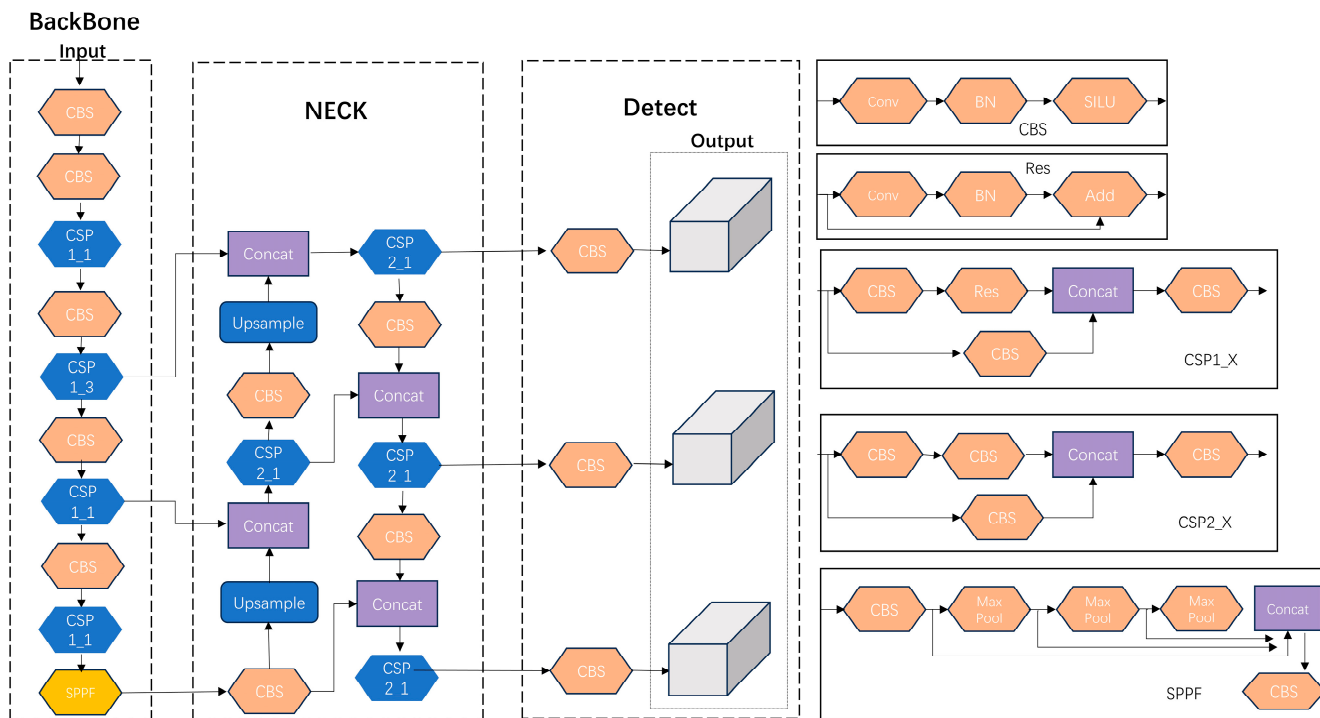 BackBone
Input
CBS
CBS
CSP
1_1
CBS
CSP
1_3
CBS
CSP
1_1
CBS
CSP
1_1
SPPF
NECK
Concat
Upsample
CBS
CSP
2_1
Concat
Upsample
CBS
CSP
2_1
CBS
Concat
CSP
2_1
CBS
Concat
CSP
2_1
Detect
Output
CBS
CBS
CBS
Conv
BN
SILU
CBS
Res
Conv
BN
Add
CBS
Res
Concat
CBS
CBS
CSP1_X
CBS
CBS
Concat
CBS
CBS
CSP2_X
CBS
Max
Pool
Max
Pool
Max
Pool
Concat
SPPF
CBS